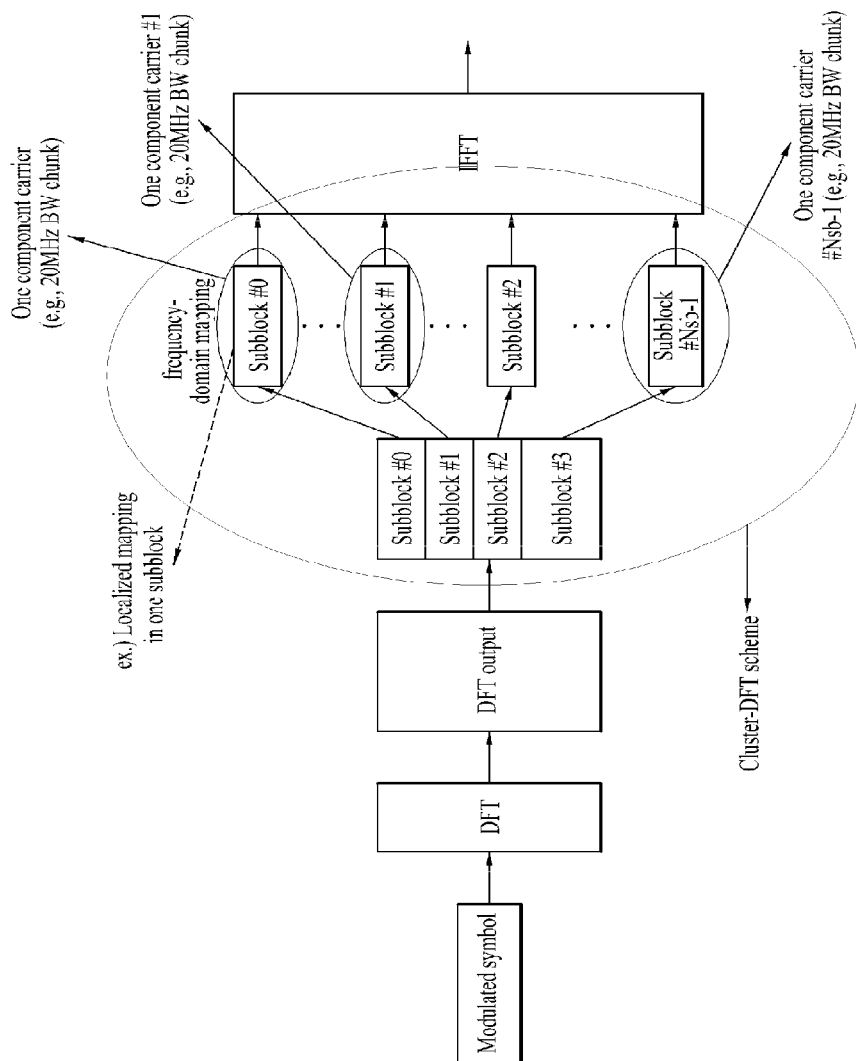 One component carrier
(e.g., 20MHz BW chunk)
One component carrier #1
(e.g., 20MHz BW chunk)
frequency-
domain mapping
ex.) Localized mapping
in one subblock
Modulated symbol
DFT
DFT output
Subblock #0
Subblock #1
Subblock #2
Subblock #3
Subblock #0
. . .
Subblock #1
. . .
Subblock #2
. . .
Subblock
#Nsb-1
IFFT
One component carrier
#Nsb-1 (e.g., 20MHz BW chunk)
Cluster-DFT scheme